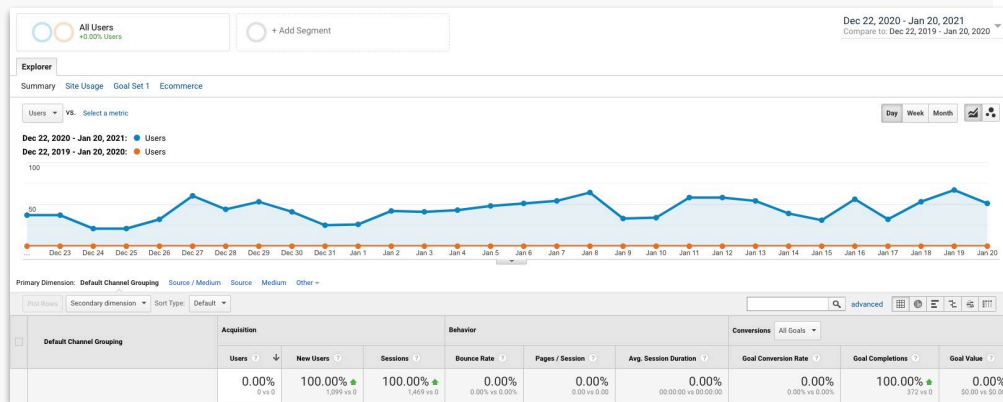 All Users
+0.00% Users
+ Add Segment
Dec 22, 2020 - Jan 20, 2021
Compare to: Dec 22, 2019 - Jan 20, 2020
Explorer
Summary Site Usage Goal Set 1 Ecommerce
Users VS. Select a metric
Day Week Month
Dec 22, 2020 - Jan 20, 2021: Users
Dec 22, 2019 - Jan 20, 2020: Users
100
50
... Dec 23 Dec 24 Dec 25 Dec 26 Dec 27 Dec 28 Dec 29 Dec 30 Dec 31 Jan 1 Jan 2 Jan 3 Jan 4 Jan 5 Jan 6 Jan 7 Jan 8 Jan 9 Jan 10 Jan 11 Jan 12 Jan 13 Jan 14 Jan 15 Jan 16 Jan 17 Jan 18 Jan 19 Jan 20
Primary Dimension: Default Channel Grouping Source / Medium Source Medium Other
Plot Rows Secondary dimension Sort Type: Default advanced
Default Channel Grouping
Acquisition Behavior Conversions All Goals
Users ? New Users ? Sessions ? Bounce Rate ? Pages / Session ? Avg. Session Duration ? Goal Conversion Rate ? Goal Completions ? Goal Value ?
0.00% 100.00% 100.00% 0.00% 0.00% 0.00% 0.00% 100.00% 0.00%
0 vs 0 1,099 vs 0 1,469 vs 0 0.00% vs 0.00% 0.00 vs 0.00 00:00:00 vs 00:00:00 0.00% vs 0.00% 372 vs 0 $0.00 vs $0.00